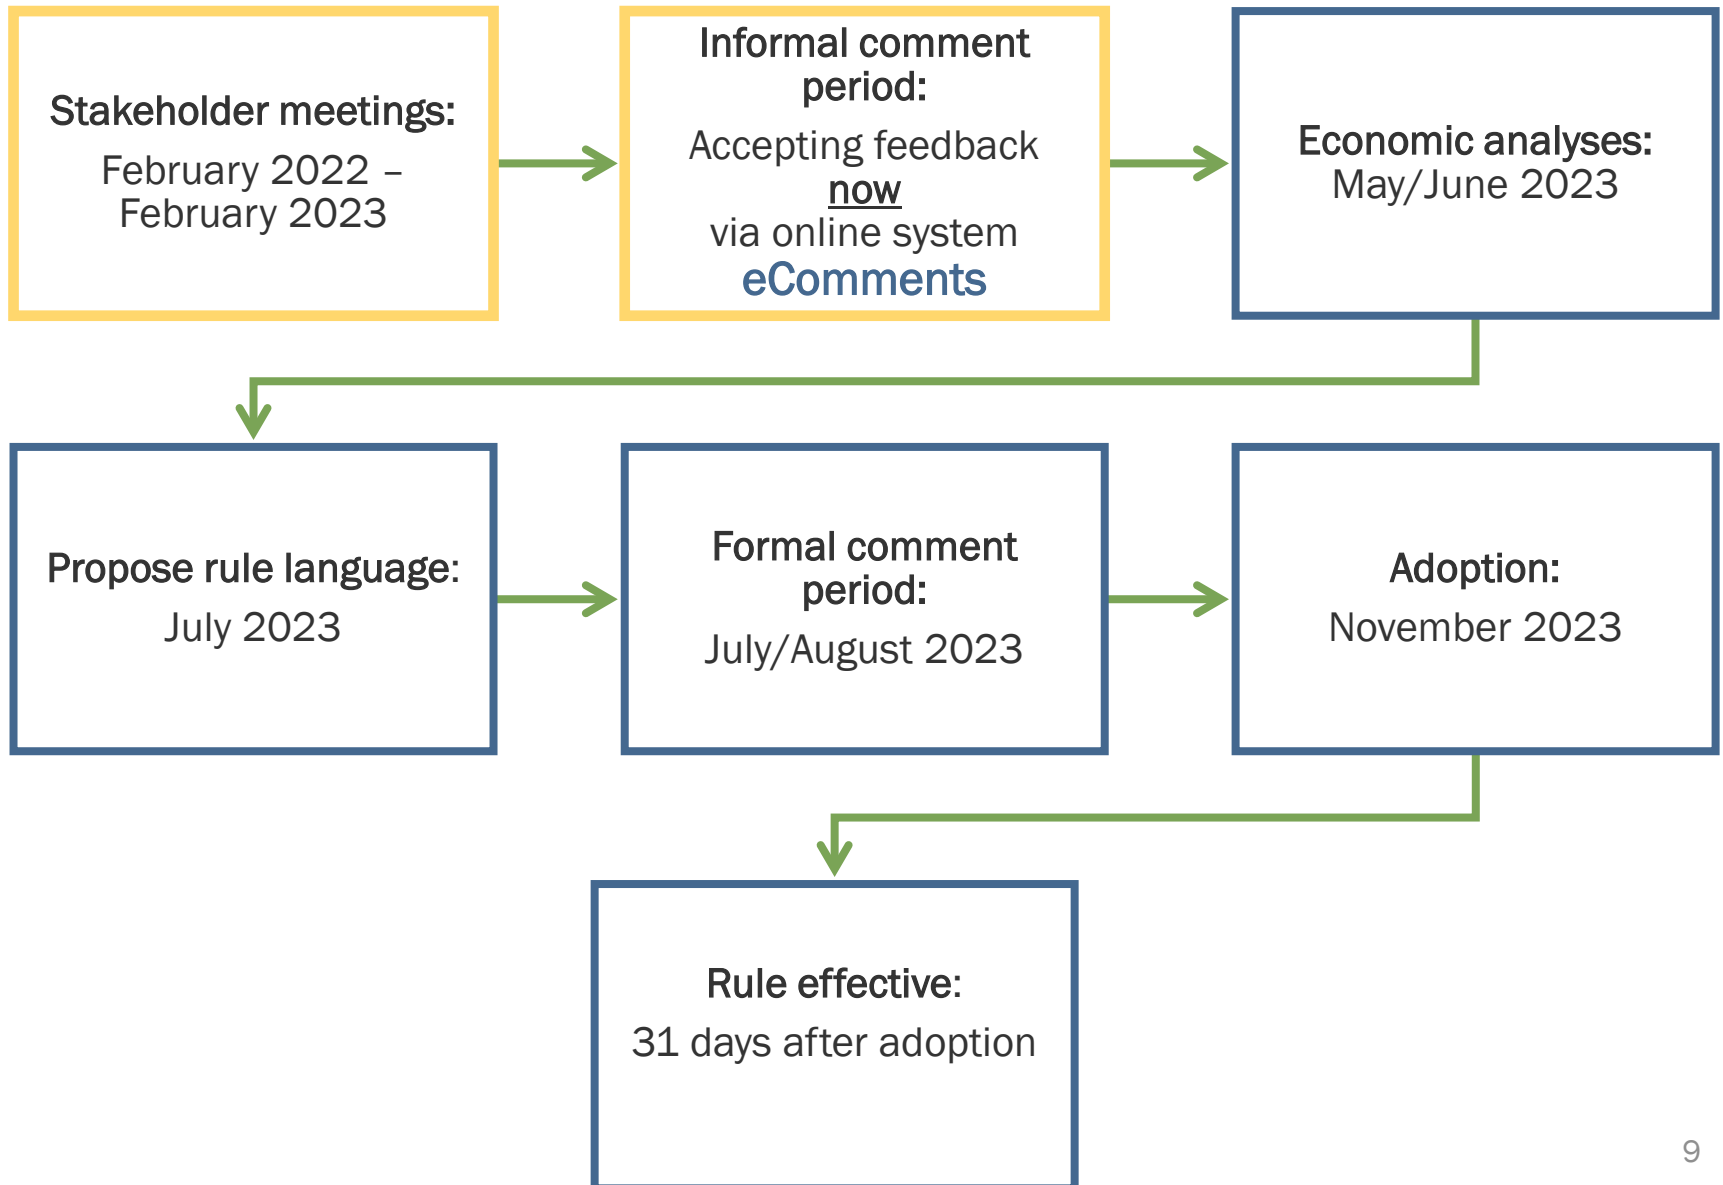 Stakeholder meetings:
February 2022 –
February 2023
Informal comment
period:
Accepting feedback
now
via online system
eComments
Economic analyses:
May/June 2023
Propose rule language:
July 2023
Formal comment
period:
July/August 2023
Adoption:
November 2023
Rule effective:
31 days after adoption
9